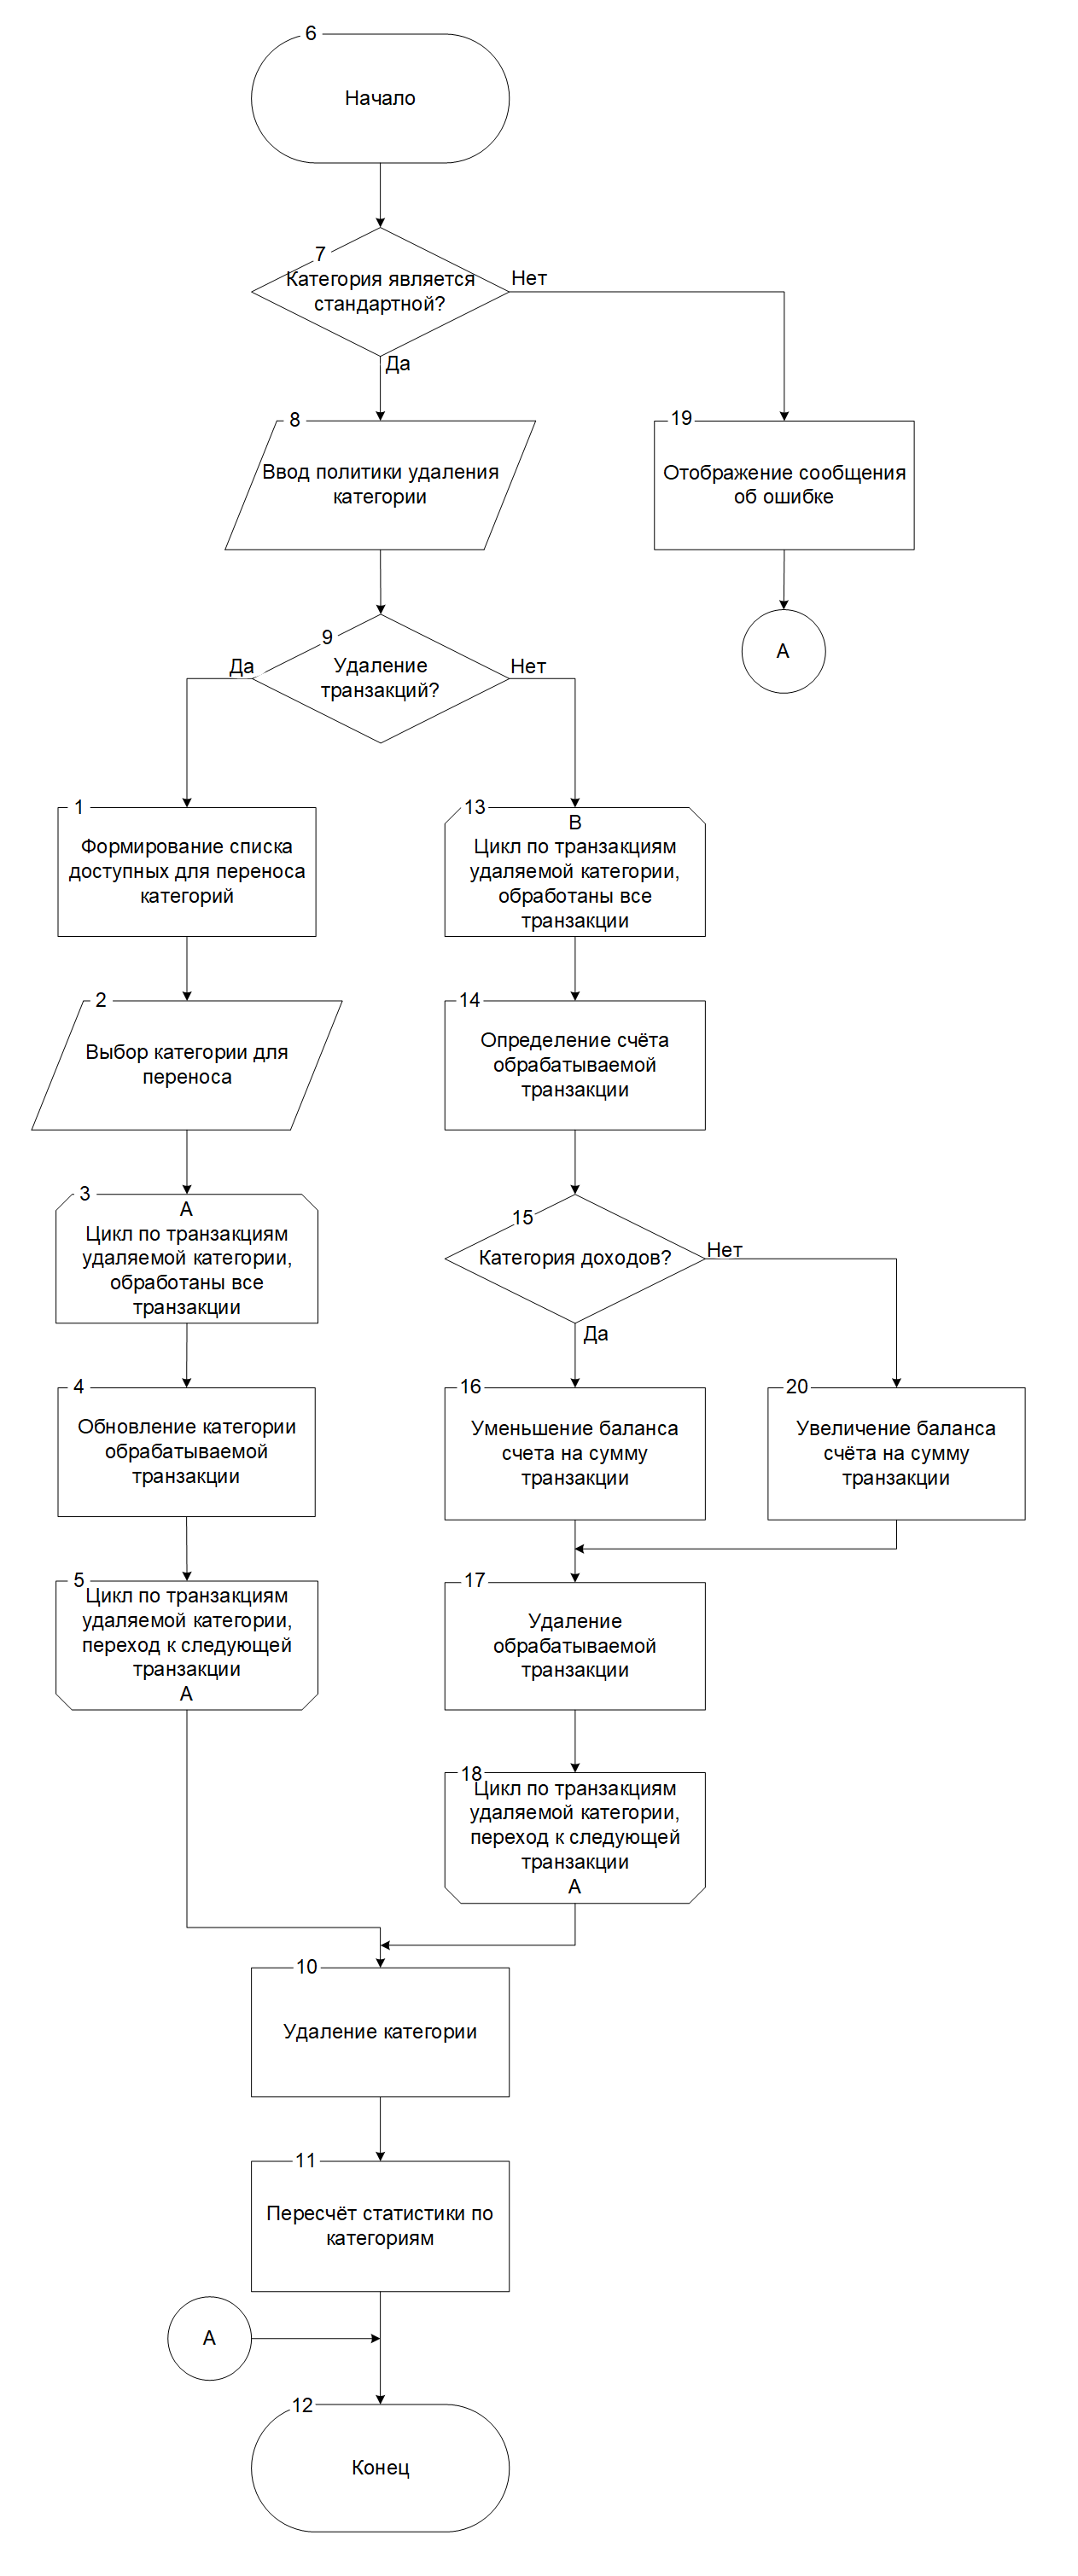 6
Начало
7
Категория является
стандартной?
Нет
Да
8
Ввод политики удаления
категории
19
Отображение сообщения
об ошибке
А
9
Удаление
транзакций?
Да
Нет
1
Формирование списка
доступных для переноса
категорий
13
В
Цикл по транзакциям
удаляемой категории,
обработаны все
транзакции
2
Выбор категории для
переноса
14
Определение счёта
обрабатываемой
транзакции
3
А
Цикл по транзакциям
удаляемой категории,
обработаны все
транзакции
15
Категория доходов?
Нет
Да
4
Обновление категории
обрабатываемой
транзакции
16
Уменьшение баланса
счета на сумму
транзакции
20
Увеличение баланса
счёта на сумму
транзакции
5
Цикл по транзакциям
удаляемой категории,
переход к следующей
транзакции
А
17
Удаление
обрабатываемой
транзакции
18
Цикл по транзакциям
удаляемой категории,
переход к следующей
транзакции
А
10
Удаление категории
11
Пересчёт статистики по
категориям
А
12
Конец